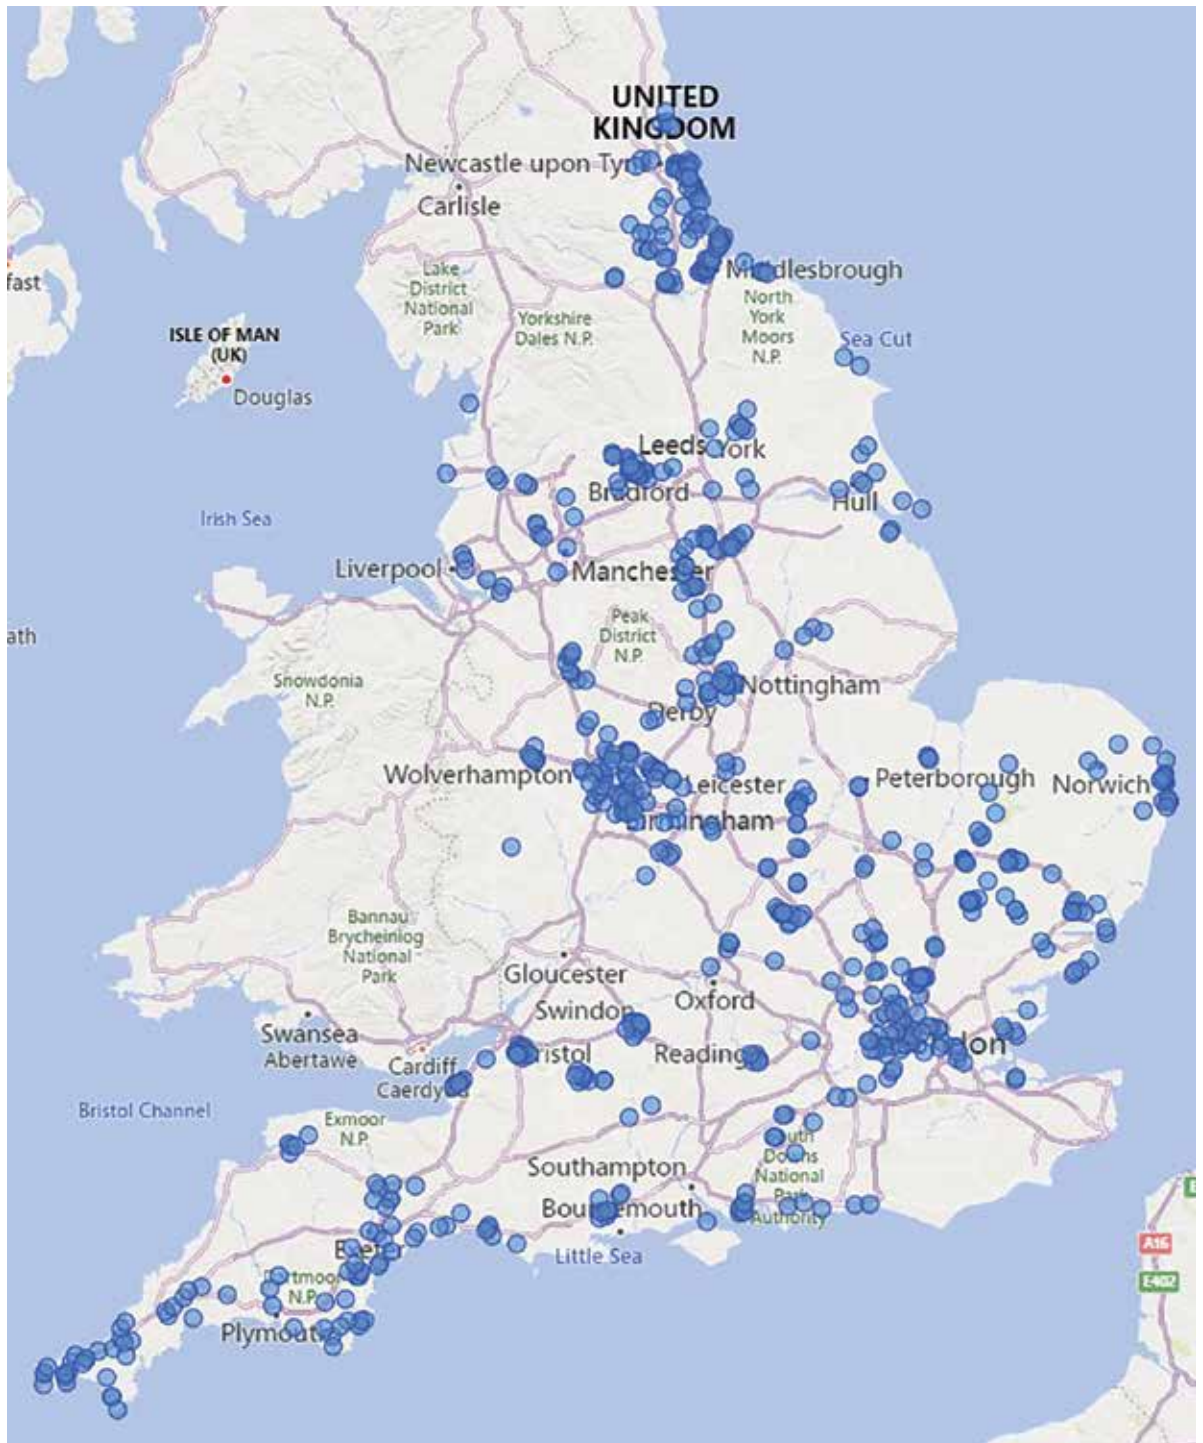 UNITED
KINGDOM
Newcastle upon Ty
Carlisle
Lake
District
National
Park
Middlesbrough
North
York
Moors
N.P.
Yorkshire
Dales N.P.
fast
ISLE OF MAN
(UK)
Douglas
Sea Cut
Leeds
York
Bradford
Hull
Irish Sea
Liverpool
Manchester
Peak
District
N.P.
ath
Snowdonia
N.P.
Nottingham
Derby
Wolverhampton
Leicester
Peterborough
Norwich
Birmingham
Bannau
Brycheiniog
National
Park
Gloucester
Oxford
Swindon
Swansea
Abertawe
Bristol
Reading
London
Cardiff
Caerdydd
Bristol Channel
Exmoor
N.P.
South
Downs
National
Park
Authority
Southampton
Bournemouth
Little Sea
Exeter
Dartmoor
N.P.
Plymouth
A16
E402